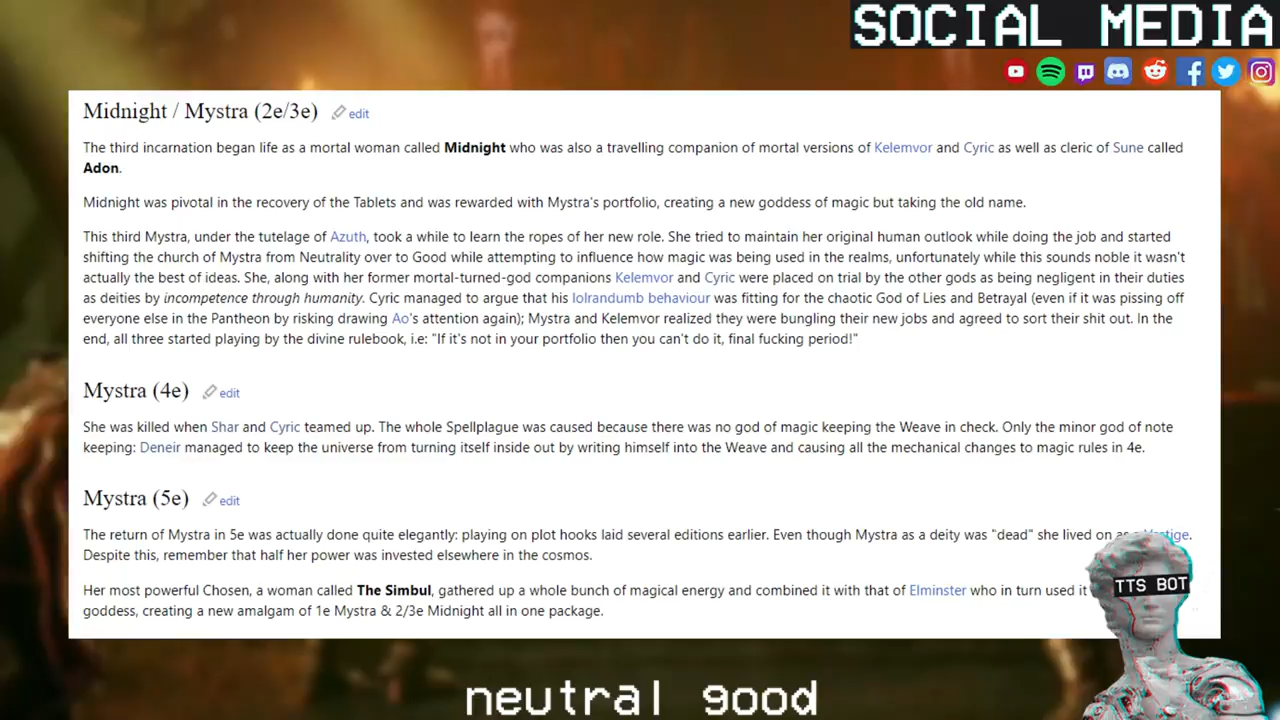 SOCIAL MEDIA
Midnight / Mystra (2e/3e) edit
The third incarnation began life as a mortal woman called Midnight who was also a travelling companion of mortal versions of Kelemvor and Cyric as well as cleric of Sune called
Adon.
Midnight was pivotal in the recovery of the Tablets and was rewarded with Mystra's portfolio, creating a new goddess of magic but taking the old name.
This third Mystra, under the tutelage of Azuth, took a while to learn the ropes of her new role. She tried to maintain her original human outlook while doing the job and started
shifting the church of Mystra from Neutrality over to Good while attempting to influence how magic was being used in the realms, unfortunately while this sounds noble it wasn't
actually the best of ideas. She, along with her former mortal-turned-god companions Kelemvor and Cyric were placed on trial by the other gods as being negligent in their duties
as deities by incompetence through humanity. Cyric managed to argue that his lolrandumb behaviour was fitting for the chaotic God of Lies and Betrayal (even if it was pissing off
everyone else in the Pantheon by risking drawing Ao's attention again); Mystra and Kelemvor realized they were bungling their new jobs and agreed to sort their shit out. In the
end, all three started playing by the divine rulebook, i.e: "If it's not in your portfolio then you can't do it, final fucking period!"
Mystra (4e) edit
She was killed when Shar and Cyric teamed up. The whole Spellplague was caused because there was no god of magic keeping the Weave in check. Only the minor god of note
keeping: Deneir managed to keep the universe from turning itself inside out by writing himself into the Weave and causing all the mechanical changes to magic rules in 4e.
Mystra (5e) edit
The return of Mystra in 5e was actually done quite elegantly: playing on plot hooks laid several editions earlier. Even though Mystra as a deity was "dead" she lived on as
Despite this, remember that half her power was invested elsewhere in the cosmos.
Her most powerful Chosen, a woman called The Simbul, gathered up a whole bunch of magical energy and combined it with that of Elminster who in turn used it
goddess, creating a new amalgam of 1e Mystra & 2/3e Midnight all in one package.
TTS BOT
neutral good